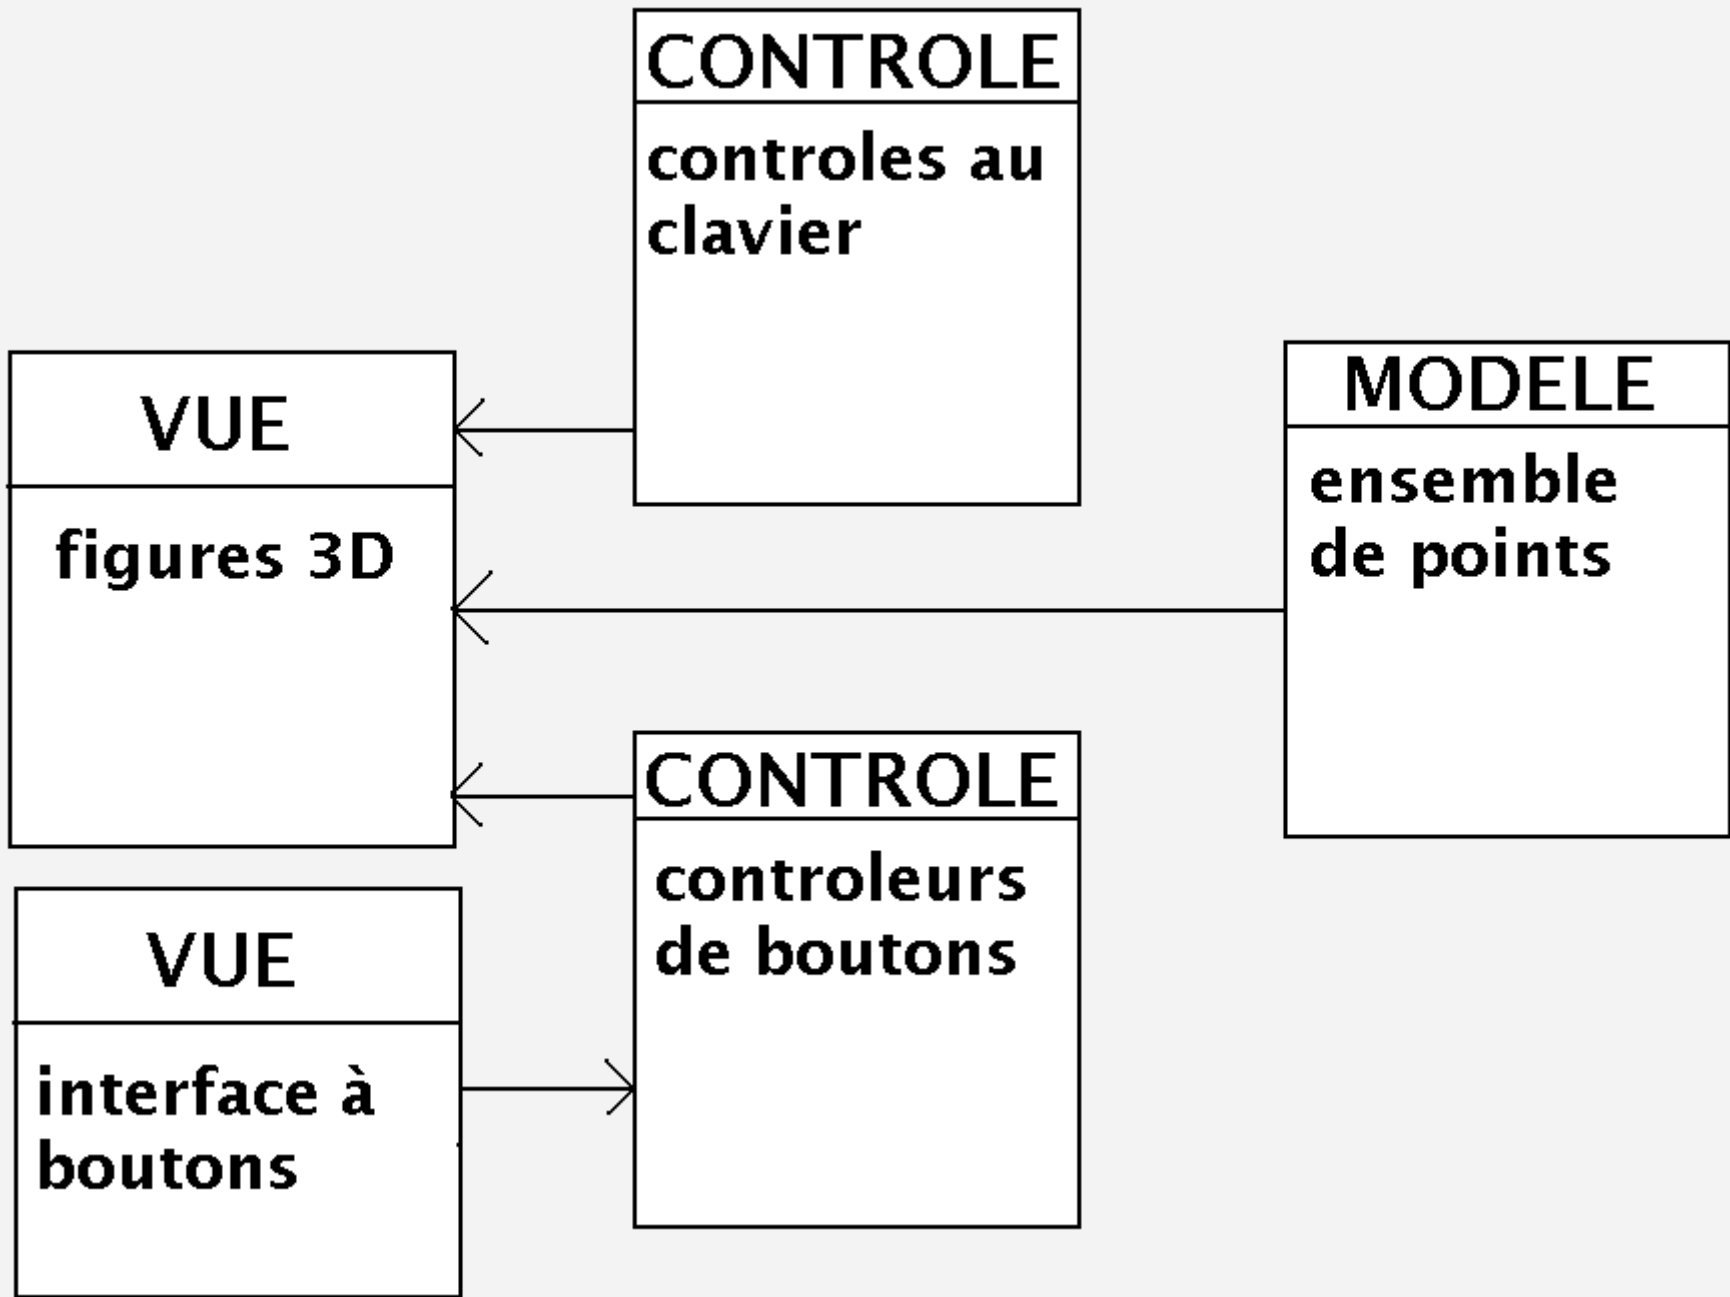 CONTROLE
controles au
clavier
VUE
figures 3D
MODELE
ensemble
de points
CONTROLE
controleurs
de boutons
VUE
interface à
boutons